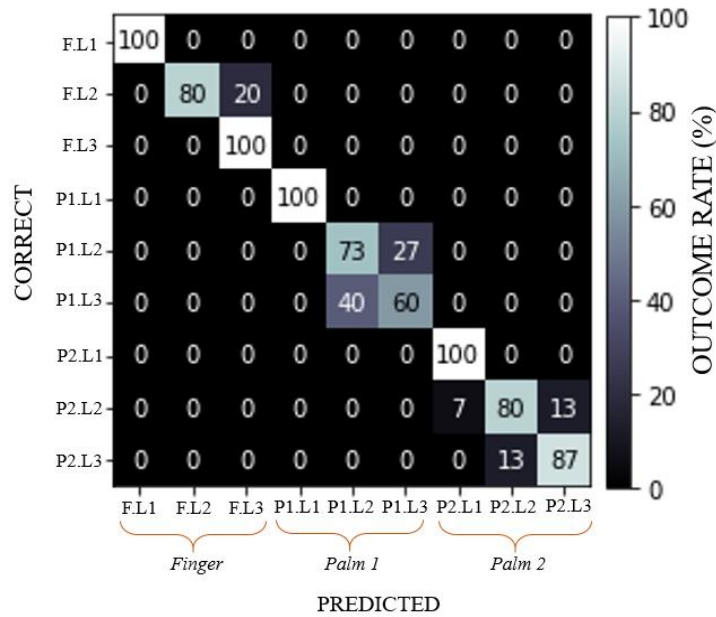 F.L1 100 0 0 0 0 0 0 0 0
F.L2 0 80 20 0 0 0 0 0 0
F.L3 0 0 100 0 0 0 0 0 0
P1.L1 0 0 0 100 0 0 0 0 0
P1.L2 0 0 0 0 73 27 0 0 0
P1.L3 0 0 0 0 40 60 0 0 0
P2.L1 0 0 0 0 0 0 100 0 0
P2.L2 0 0 0 0 0 0 7 80 13
P2.L3 0 0 0 0 0 0 0 13 87
F.L1 F.L2 F.L3 P1.L1 P1.L2 P1.L3 P2.L1 P2.L2 P2.L3
Finger Palm 1 Palm 2
PREDICTED
CORRECT
100
80
60
40
20
0
OUTCOME RATE (%)